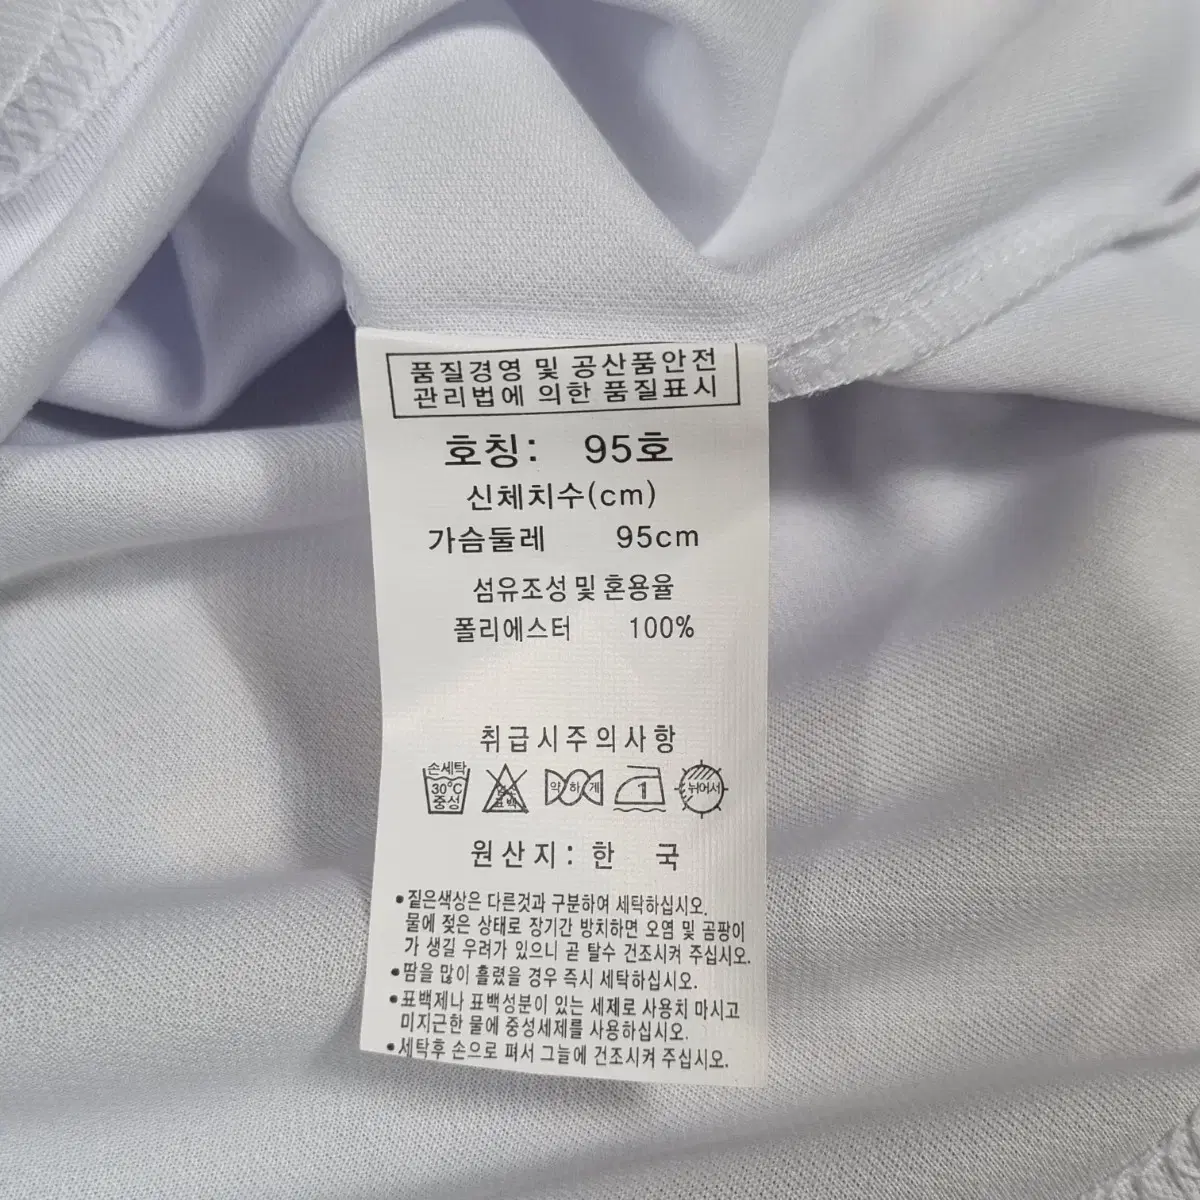 품질경영 및 공산품안전
관리법에 의한 품질표시
호칭: 95호
신체치수(cm)
가슴둘레 95cm
섬유조성 및 혼용율
폴리에스터 100%
취급시주의사항
손세탁 30°C 중성 염소 표백 약하게 1 뉘어서
원산지: 한 국
•짙은색상은 다른것과 구분하여 세탁하십시오.
물에 젖은 상태로 장기간 방치하면 오염 및 곰팡이
가 생길 우려가 있으니 곧 탈수 건조시켜 주십시오.
•땀을 많이 흘렸을 경우 즉시 세탁하십시오.
•표백제나 표백성분이 있는 세제로 사용치 마시고
미지근한 물에 중성세제를 사용하십시오.
•세탁후 손으로 펴서 그늘에 건조시켜 주십시오.